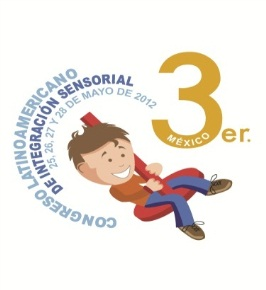 3er.
MÉXICO
CONGRESO LATINOAMERICANO
DE INTEGRACIÓN SENSORIAL
25, 26, 27 Y 28 DE MAYO DE 2012